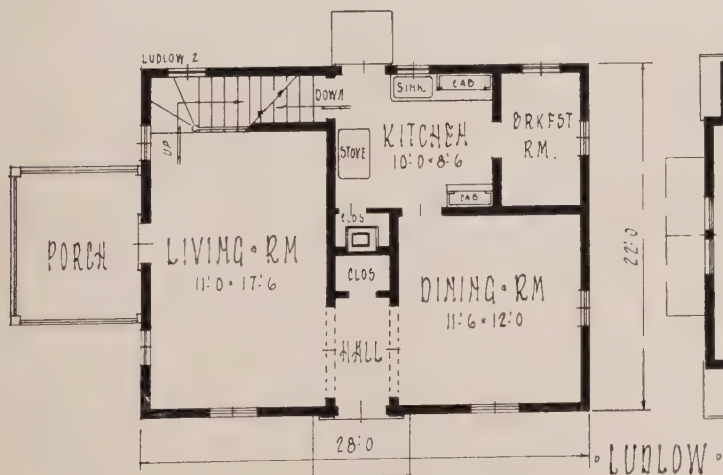 LUDLOW 2
DOWN
SINK
CAB
KITCHEN
10:0 × 8:6
BRKFST
RM.
UP
STOVE
CAB
CLOS
PORCH
LIVING • RM
11:0 × 17:6
CLOS
DINING • RM
11:6 × 12:0
22:0
HALL
28:0
• LUDLOW •